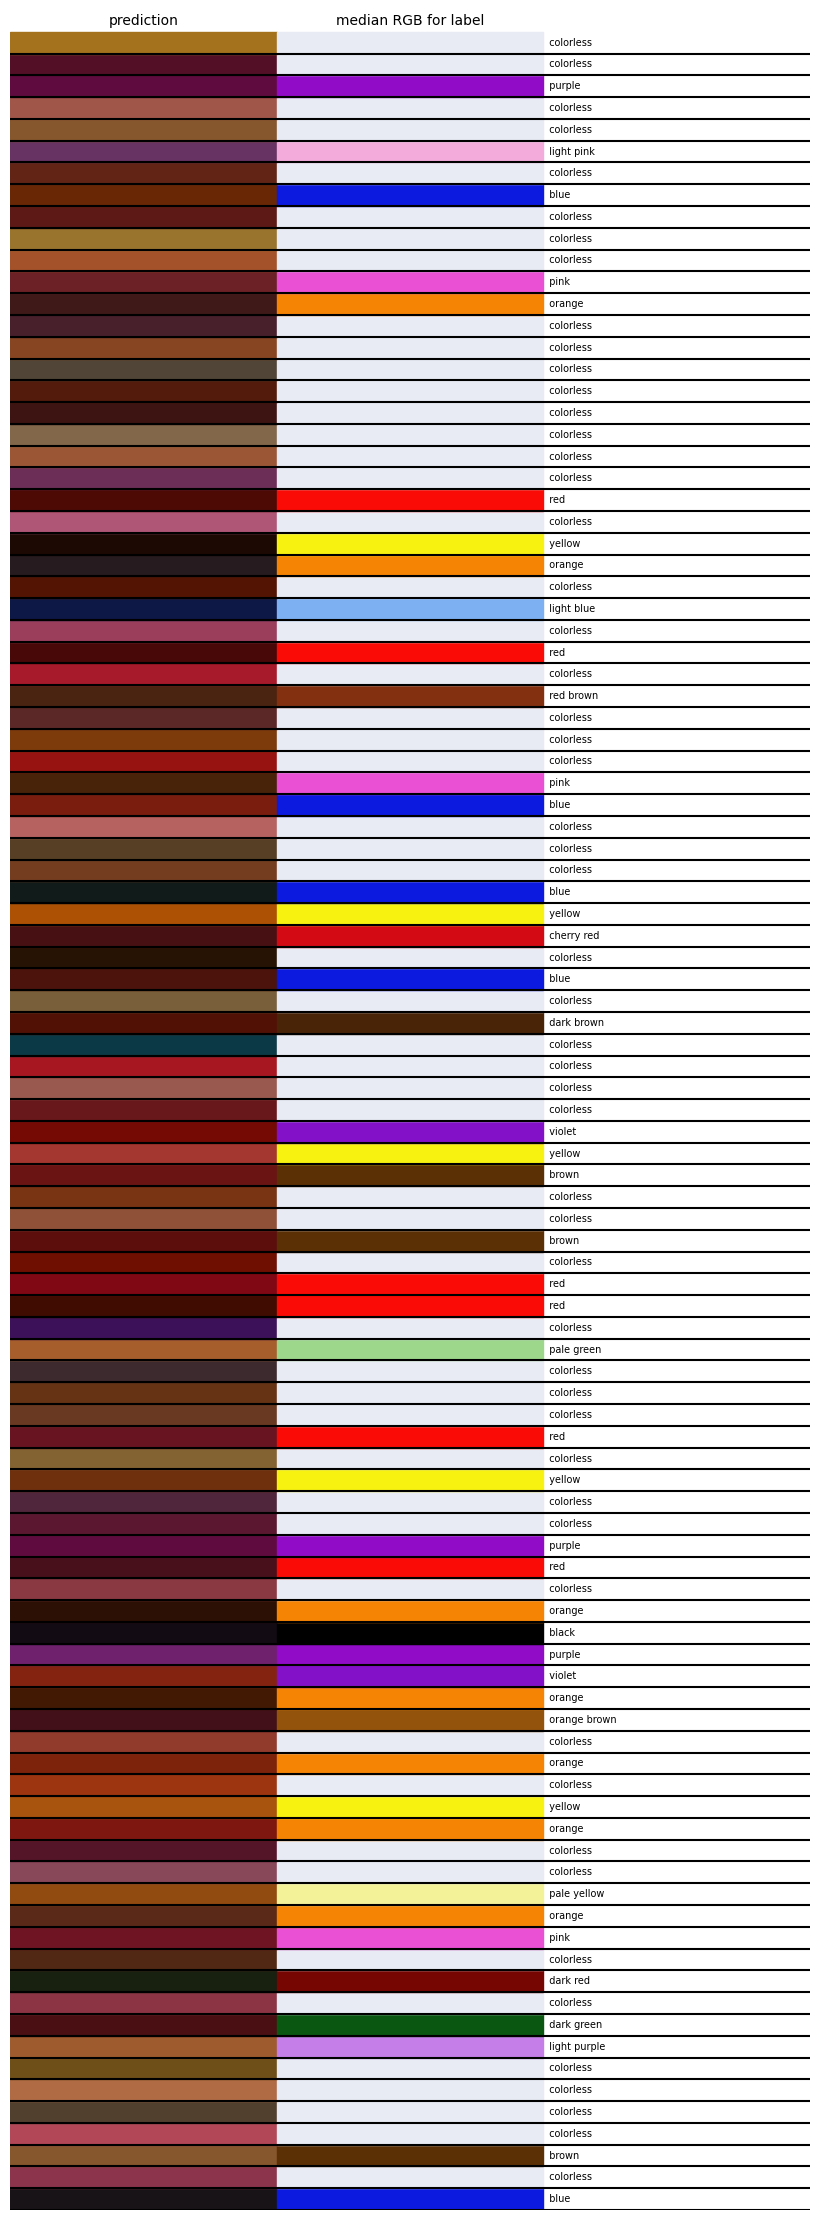 prediction median RGB for label
colorless
colorless
purple
colorless
colorless
light pink
colorless
blue
colorless
colorless
colorless
pink
orange
colorless
colorless
colorless
colorless
colorless
colorless
colorless
colorless
red
colorless
yellow
orange
colorless
light blue
colorless
red
colorless
red brown
colorless
colorless
colorless
pink
blue
colorless
colorless
colorless
blue
yellow
cherry red
colorless
blue
colorless
dark brown
colorless
colorless
colorless
colorless
violet
yellow
brown
colorless
colorless
brown
colorless
red
red
colorless
pale green
colorless
colorless
colorless
red
colorless
yellow
colorless
colorless
purple
red
colorless
orange
black
purple
violet
orange
orange brown
colorless
orange
colorless
yellow
orange
colorless
colorless
pale yellow
orange
pink
colorless
dark red
colorless
dark green
light purple
colorless
colorless
colorless
colorless
brown
colorless
blue